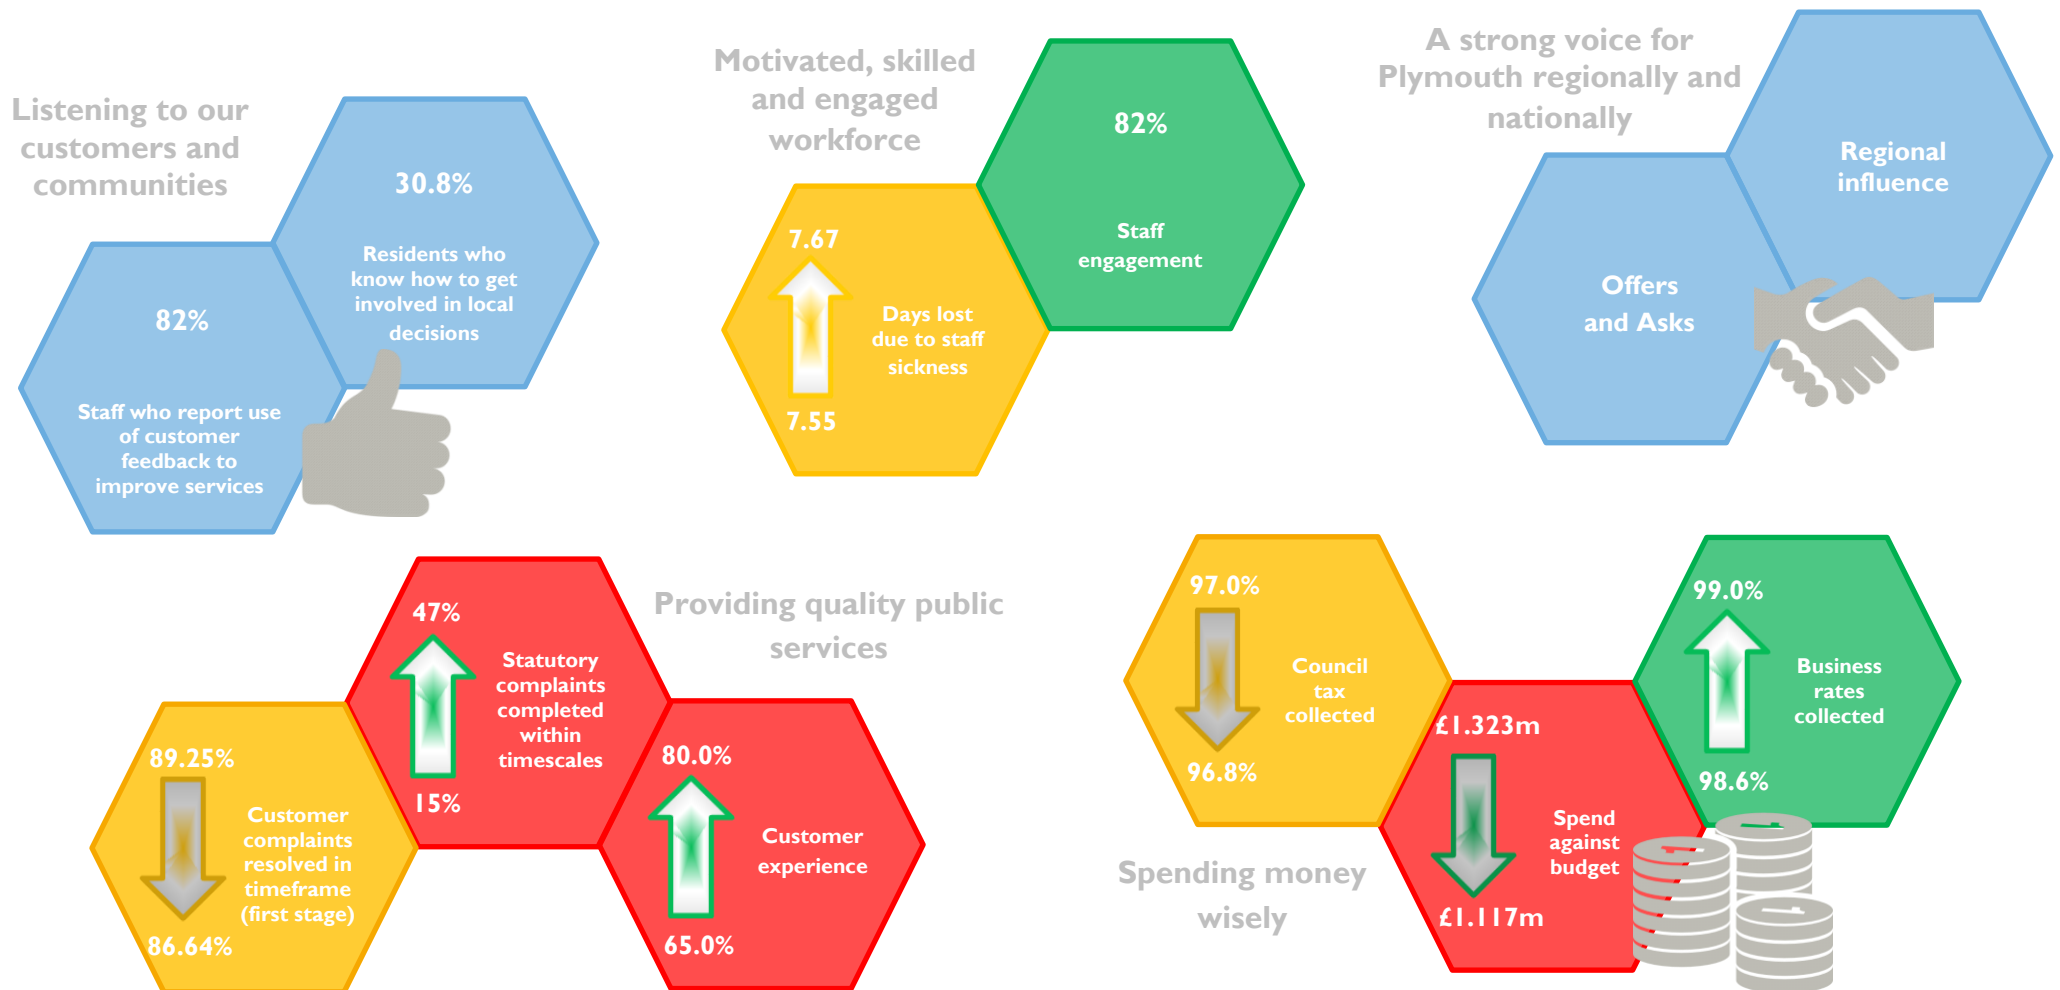 Listening to our
customers and
communities
30.8%
Residents who
know how to get
involved in local
decisions
82%
Staff who report use
of customer
feedback to
improve services
Motivated, skilled
and engaged
workforce
82%
Staff
engagement
7.67
Days lost
due to staff
sickness
7.55
A strong voice for
Plymouth regionally and
nationally
Regional
influence
Offers
and Asks
Providing quality public
services
47%
Statutory
complaints
completed
within
timescales
15%
89.25%
Customer
complaints
resolved in
timeframe
(first stage)
86.64%
80.0%
Customer
experience
65.0%
97.0%
Council
tax
collected
96.8%
£1.323m
Spend
against
budget
£1.117m
99.0%
Business
rates
collected
98.6%
Spending money
wisely